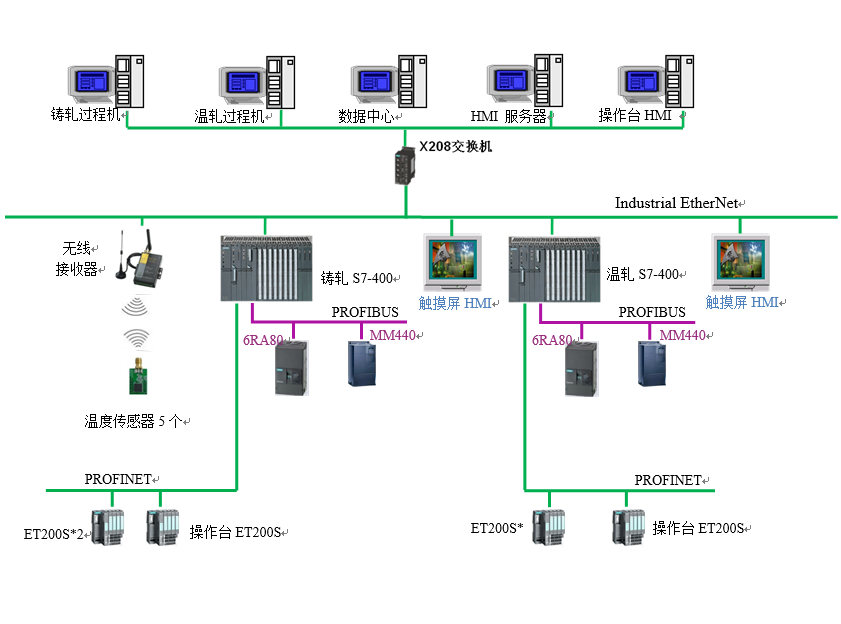 铸轧过程机
温轧过程机
数据中心
HMI 服务器
操作台 HMI
X208交换机
Industrial EtherNet
无线
接收器
铸轧 S7-400
触摸屏 HMI
温轧 S7-400
触摸屏 HMI
PROFIBUS
PROFIBUS
6RA80
MM440
6RA80
MM440
温度传感器 5 个
PROFINET
PROFINET
ET200S*2
操作台 ET200S
ET200S*
操作台 ET200S